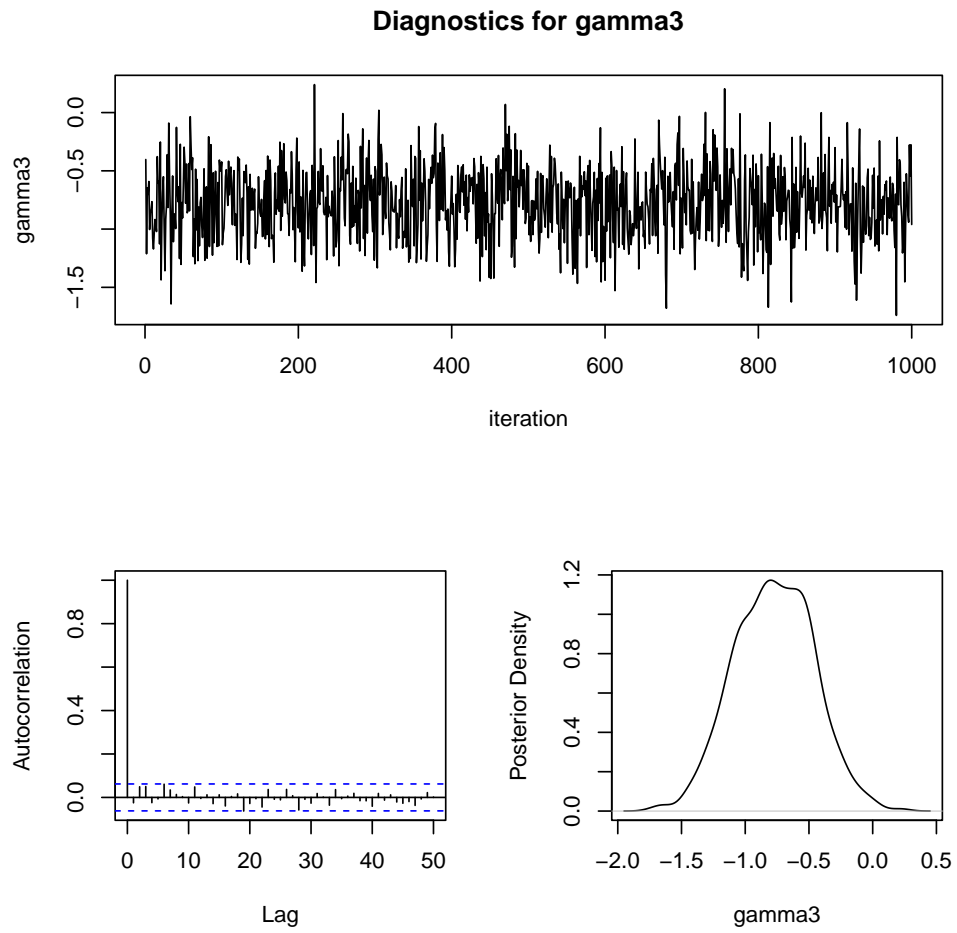 Diagnostics for gamma3
gamma3
0.0
−0.5
−1.5
0 200 400 600 800 1000
iteration
Autocorrelation
0.8
0.4
0.0
0 10 20 30 40 50
Lag
Posterior Density
1.2
0.8
0.4
0.0
−2.0 −1.5 −1.0 −0.5 0.0 0.5
gamma3